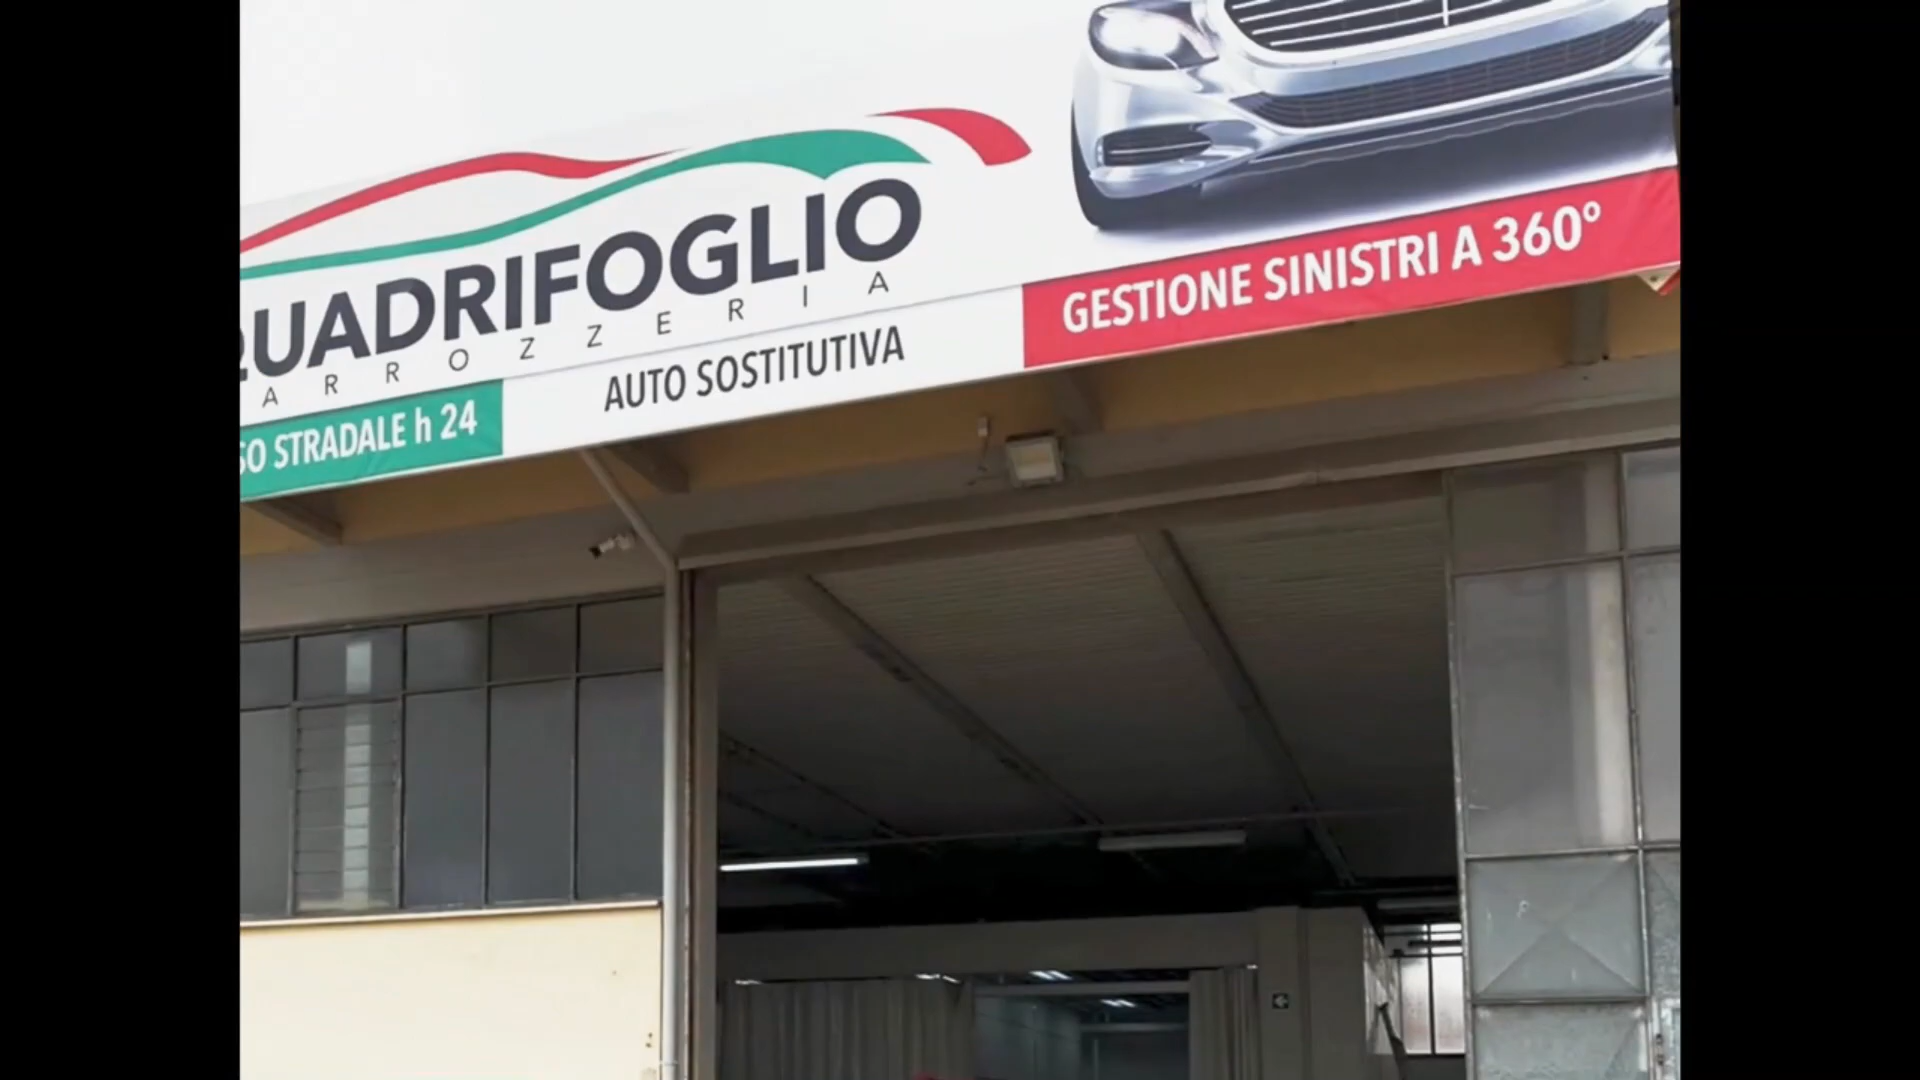 QUADRIFOGLIO
ARROZZERIA
SO STRADALE h 24
AUTO SOSTITUTIVA
GESTIONE SINISTRI A 360°